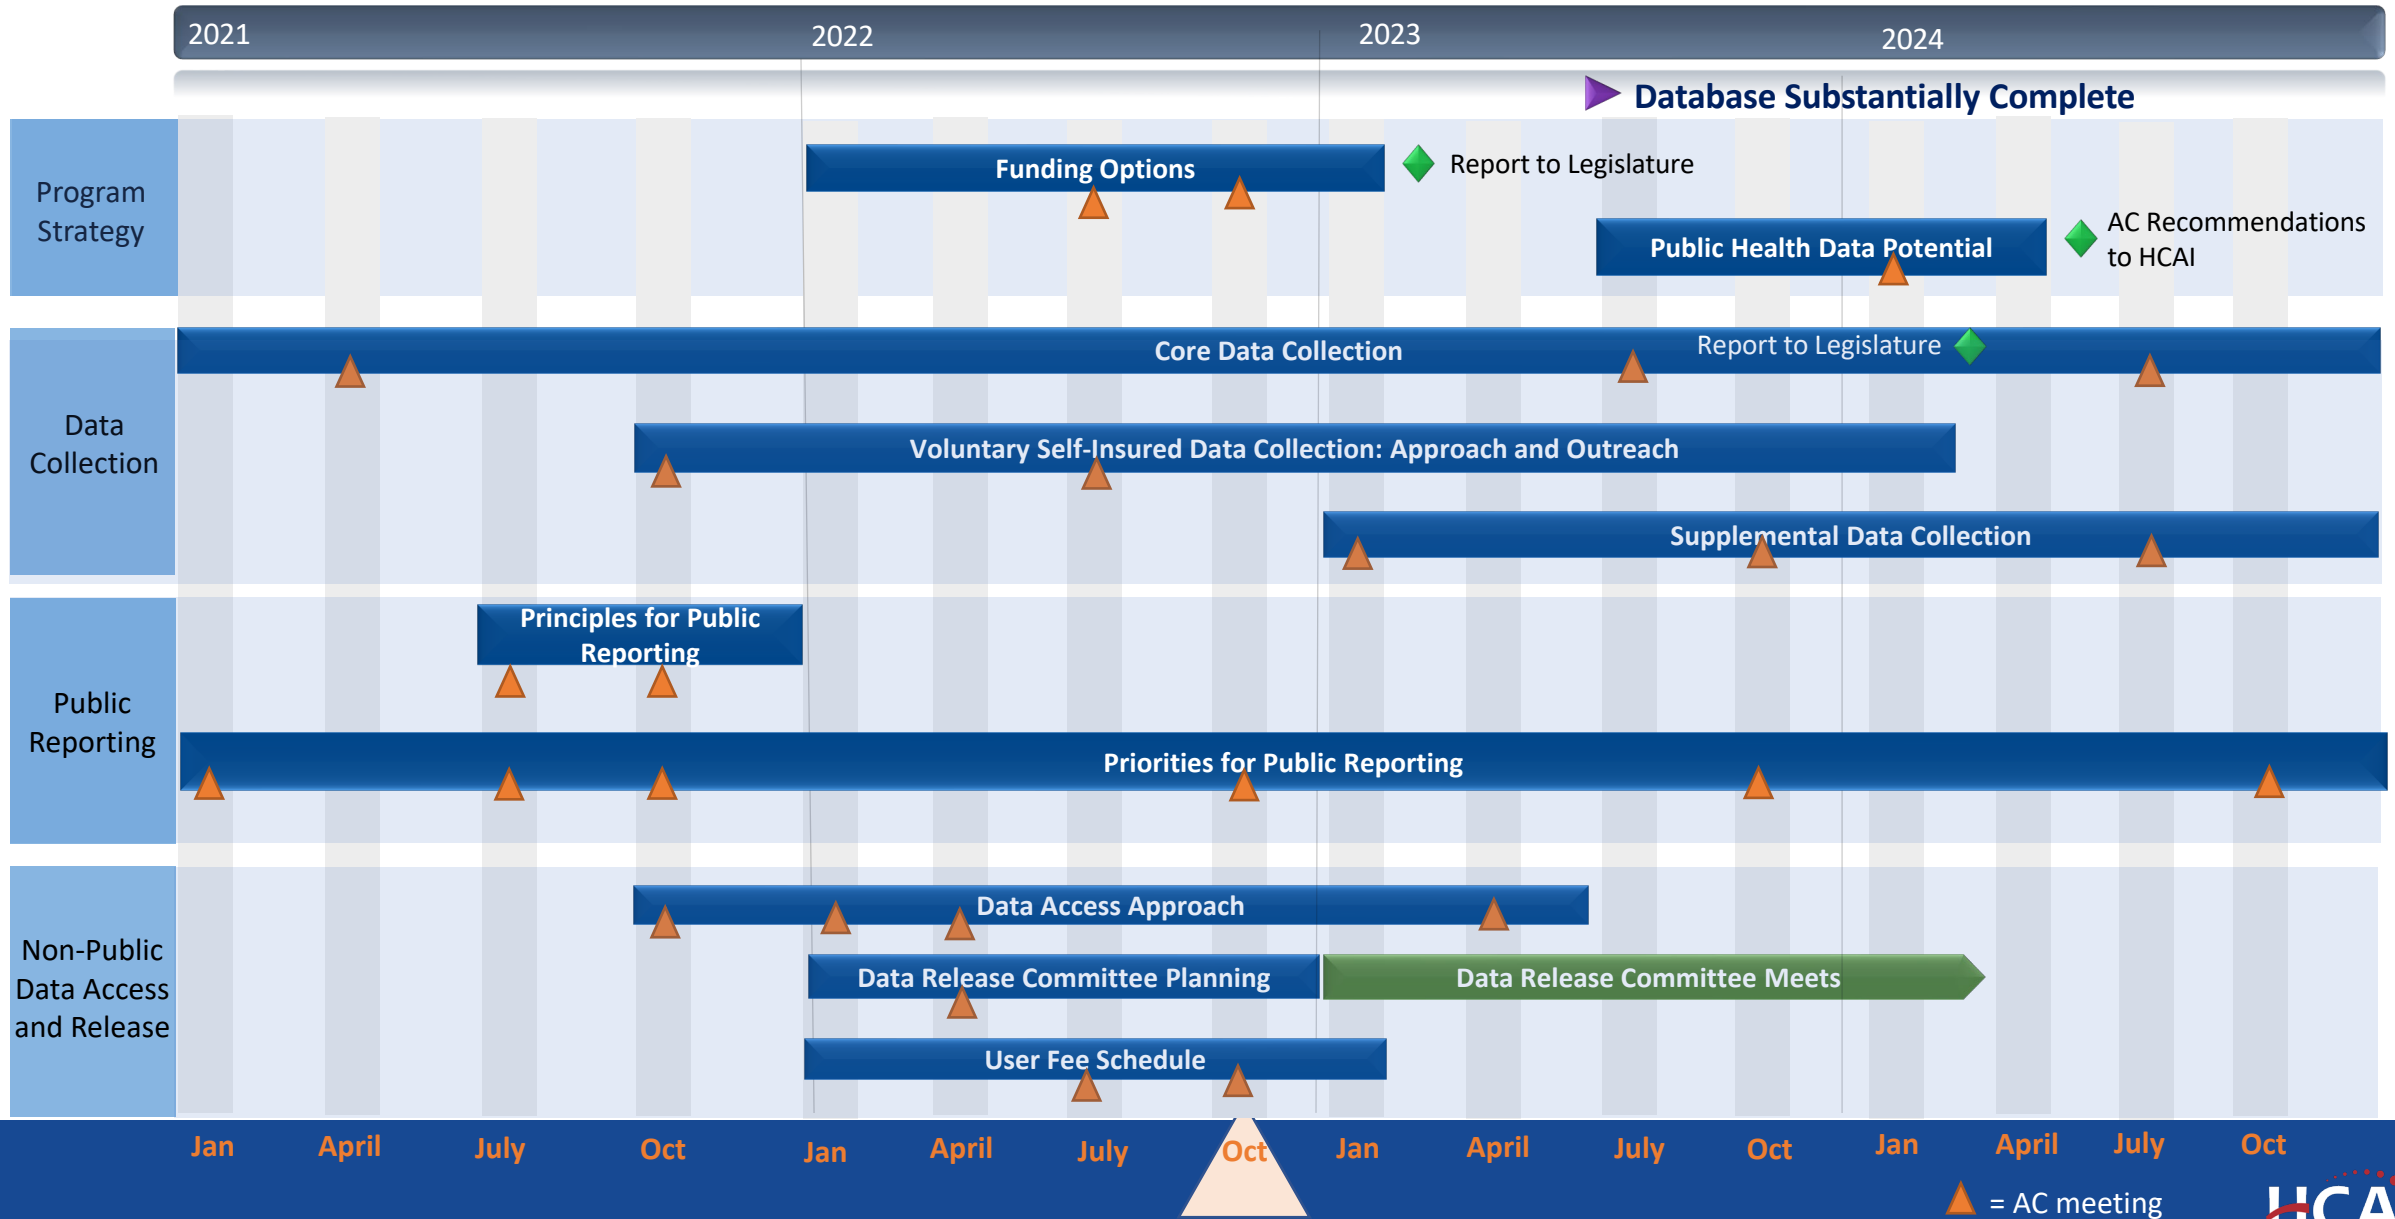 2021
2022
2023
2024
Database Substantially Complete
Program
Strategy
Funding Options
Report to Legislature
Public Health Data Potential
AC Recommendations
to HCAI
Data
Collection
Core Data Collection
Report to Legislature
Voluntary Self-Insured Data Collection: Approach and Outreach
Supplemental Data Collection
Public
Reporting
Principles for Public
Reporting
Priorities for Public Reporting
Non-Public
Data Access
and Release
Data Access Approach
Data Release Committee Planning
Data Release Committee Meets
User Fee Schedule
Jan
April
July
Oct
Jan
April
July
Oct
Jan
April
July
Oct
Jan
April
July
Oct
= AC meeting